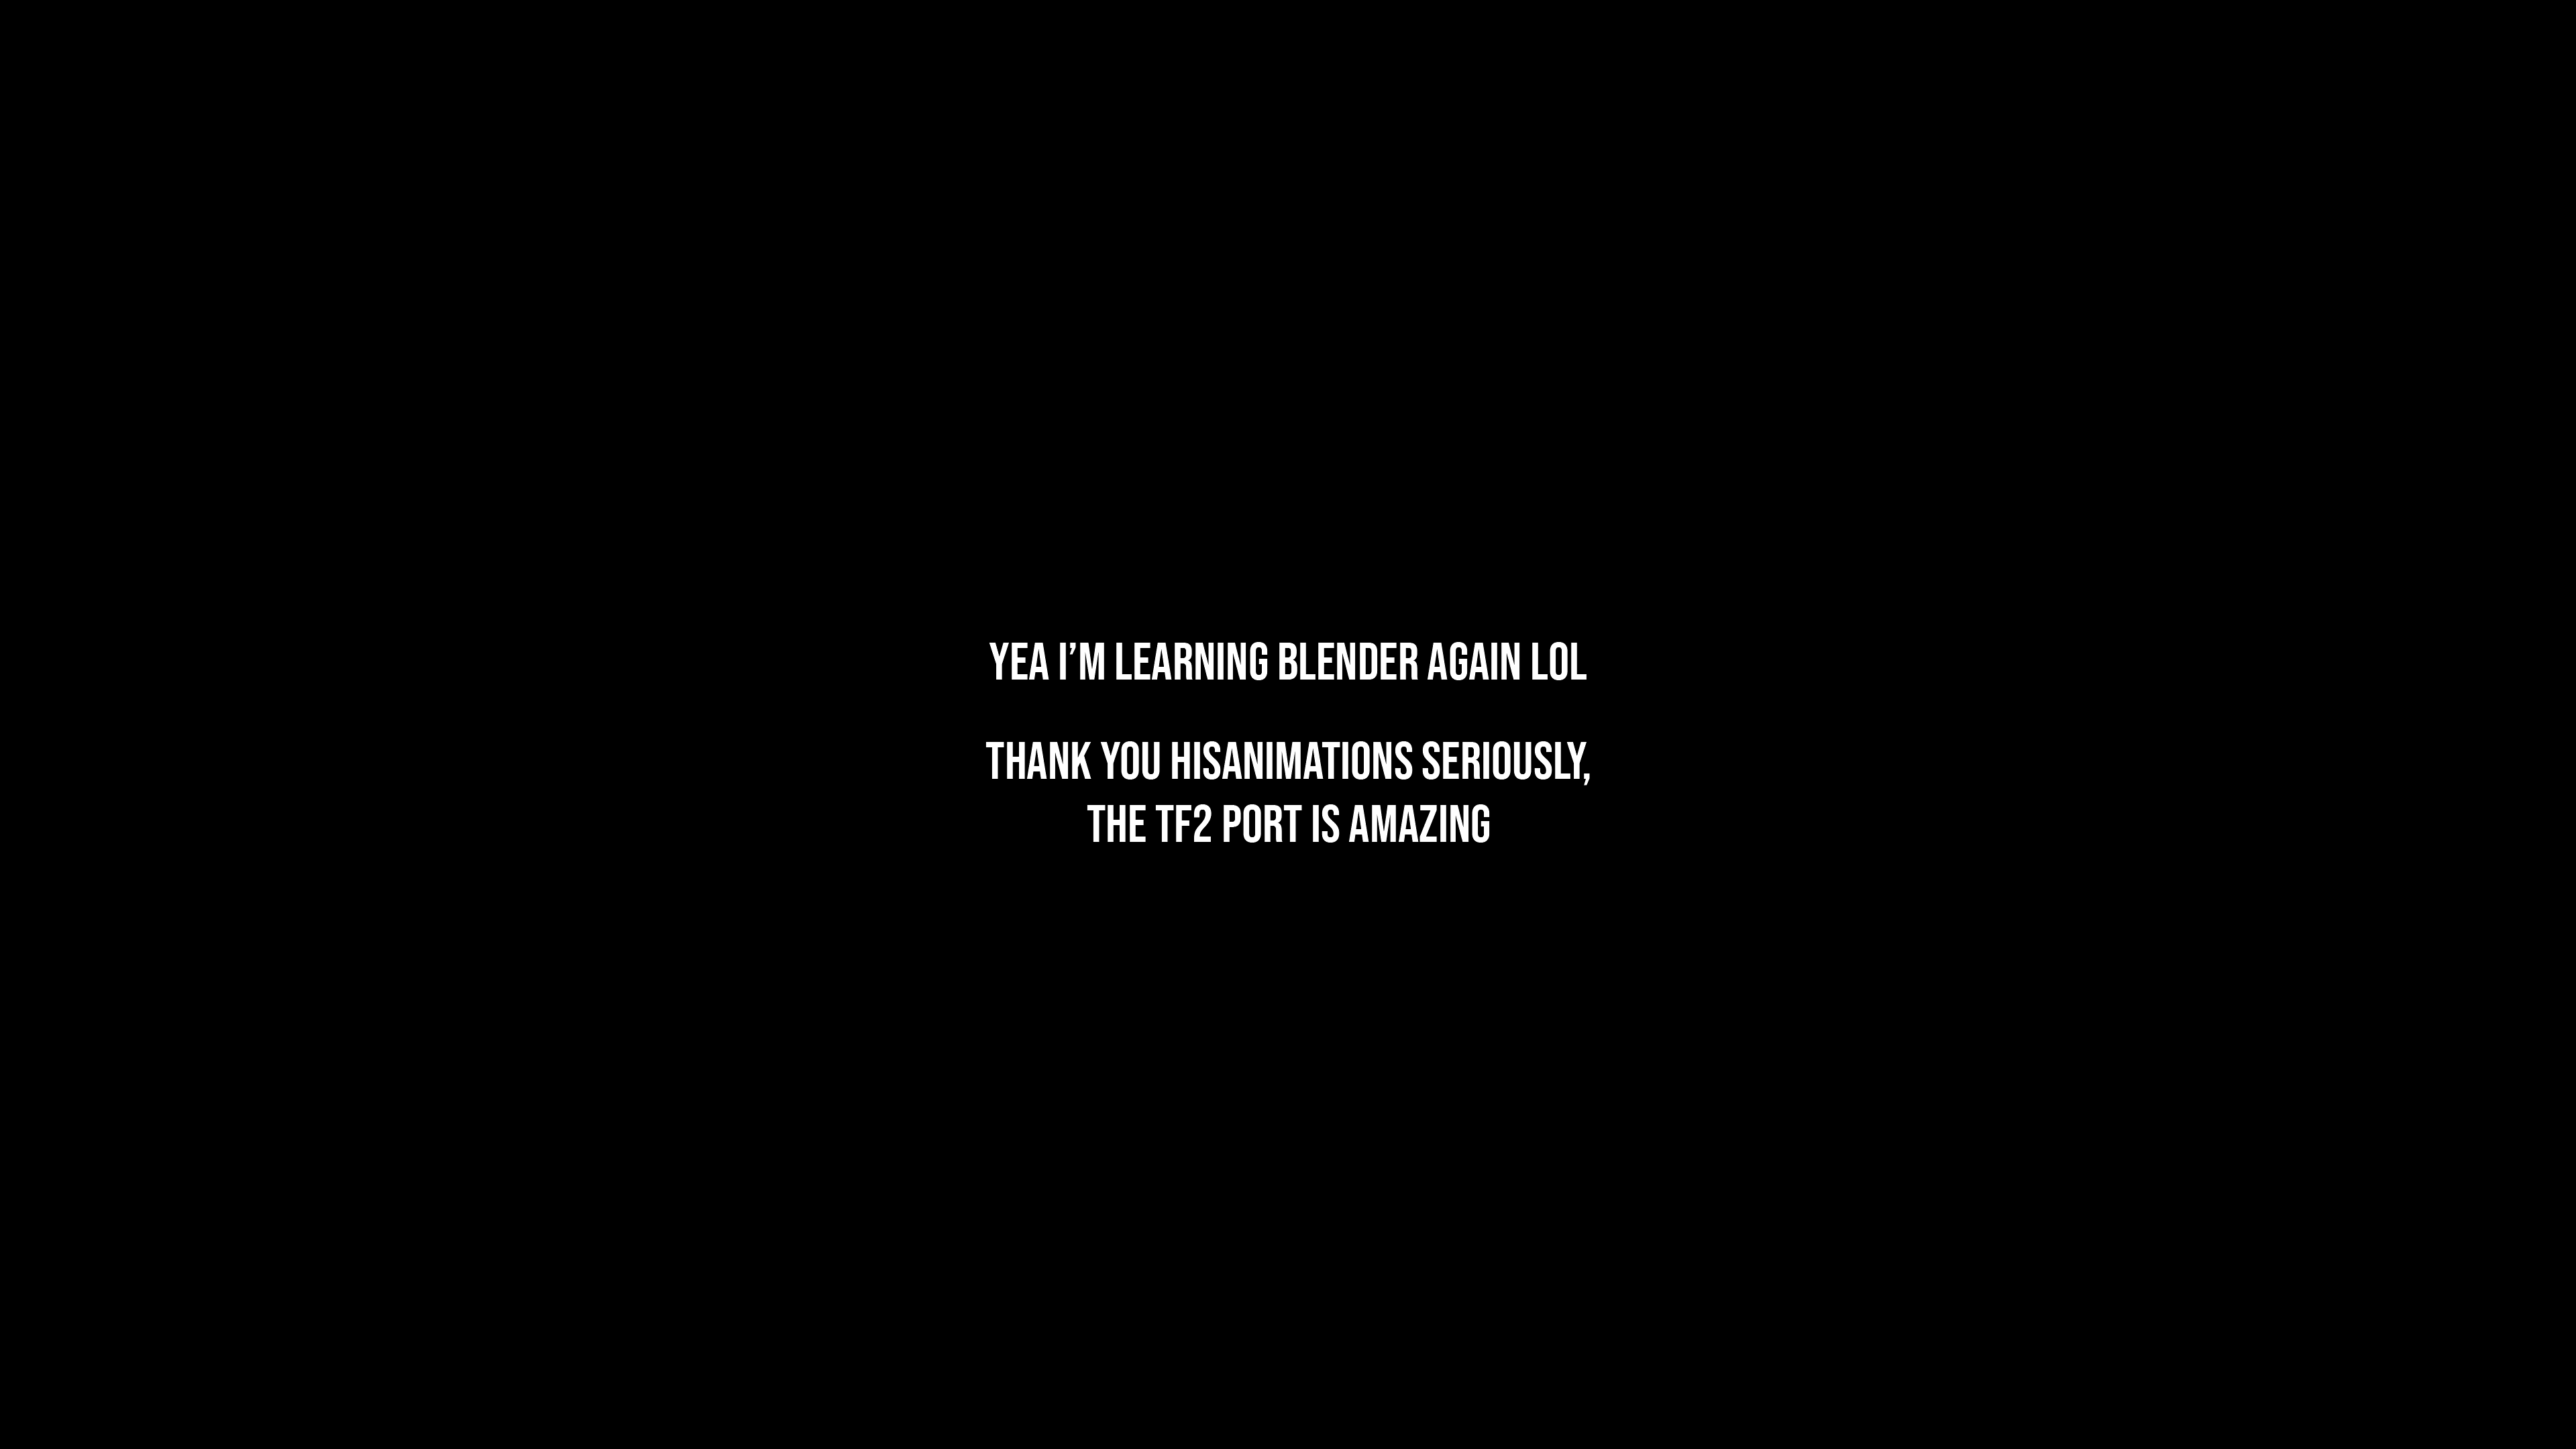 YEA I’M LEARNING BLENDER AGAIN LOL
THANK YOU HISANIMATIONS SERIOUSLY,
THE TF2 PORT IS AMAZING